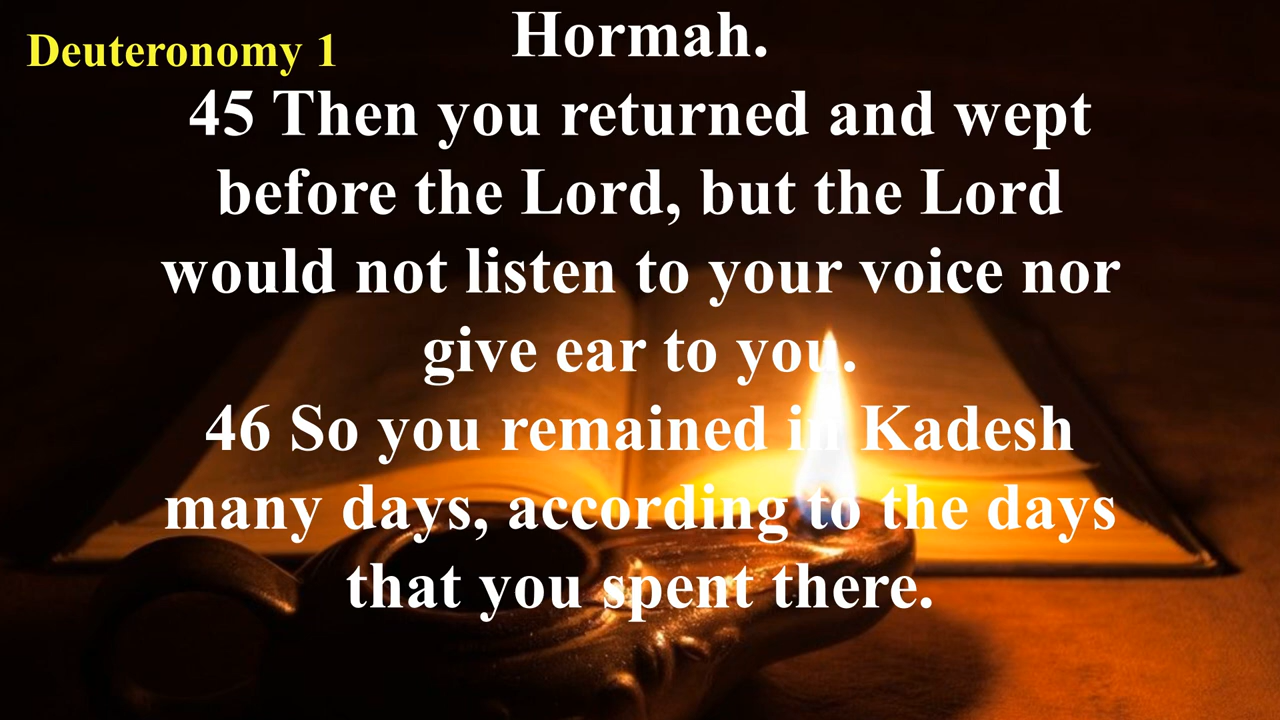 Deuteronomy 1
Hormah.
45 Then you returned and wept
before the Lord, but the Lord
would not listen to your voice nor
give ear to you.
46 So you remained in Kadesh
many days, according to the days
that you spent there.